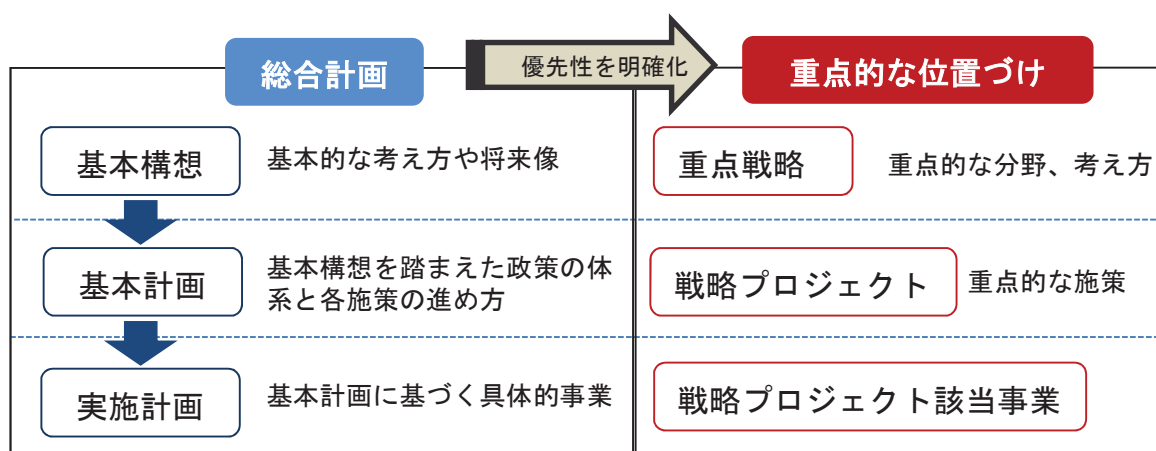 総合計画
優先性を明確化
重点的な位置づけ
基本構想
基本的な考え方や将来像
重点戦略
重点的な分野、考え方
基本計画
基本構想を踏まえた政策の体
系と各施策の進め方
戦略プロジェクト
重点的な施策
実施計画
基本計画に基づく具体的事業
戦略プロジェクト該当事業